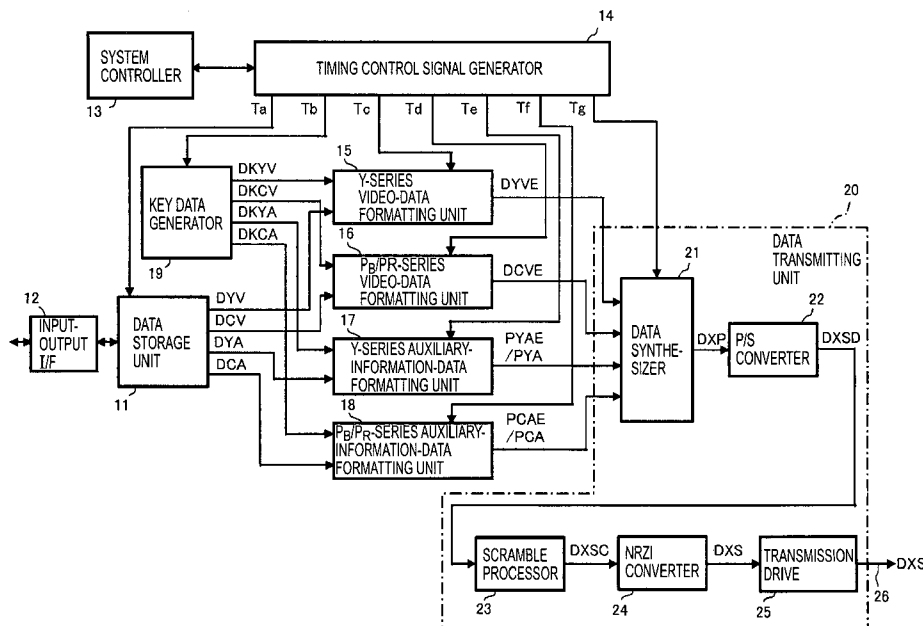 14
SYSTEM
CONTROLLER
13
TIMING CONTROL SIGNAL GENERATOR
Ta Tb Tc Td Te Tf Tg
KEY DATA
GENERATOR
19
DKYV
DKCV
DKYA
DKCA
15
Y-SERIES
VIDEO-DATA
FORMATTING UNIT
DYVE
16
PB/PR-SERIES
VIDEO-DATA
FORMATTING UNIT
DCVE
17
Y-SERIES AUXILIARY-
INFORMATION-DATA
FORMATTING UNIT
PYAE
/PYA
18
PB/PR-SERIES AUXILIARY-
INFORMATION-DATA
FORMATTING UNIT
PCAE
/PCA
12
INPUT-
OUTPUT
I/F
DATA
STORAGE
UNIT
11
DYV
DCV
DYA
DCA
20
DATA
TRANSMITTING
UNIT
21
DATA
SYNTHE-
SIZER
DXP
22
P/S
CONVERTER
DXSD
SCRAMBLE
PROCESSOR
23
DXSC
NRZI
CONVERTER
24
DXS
TRANSMISSION
DRIVE
25
26
DXS